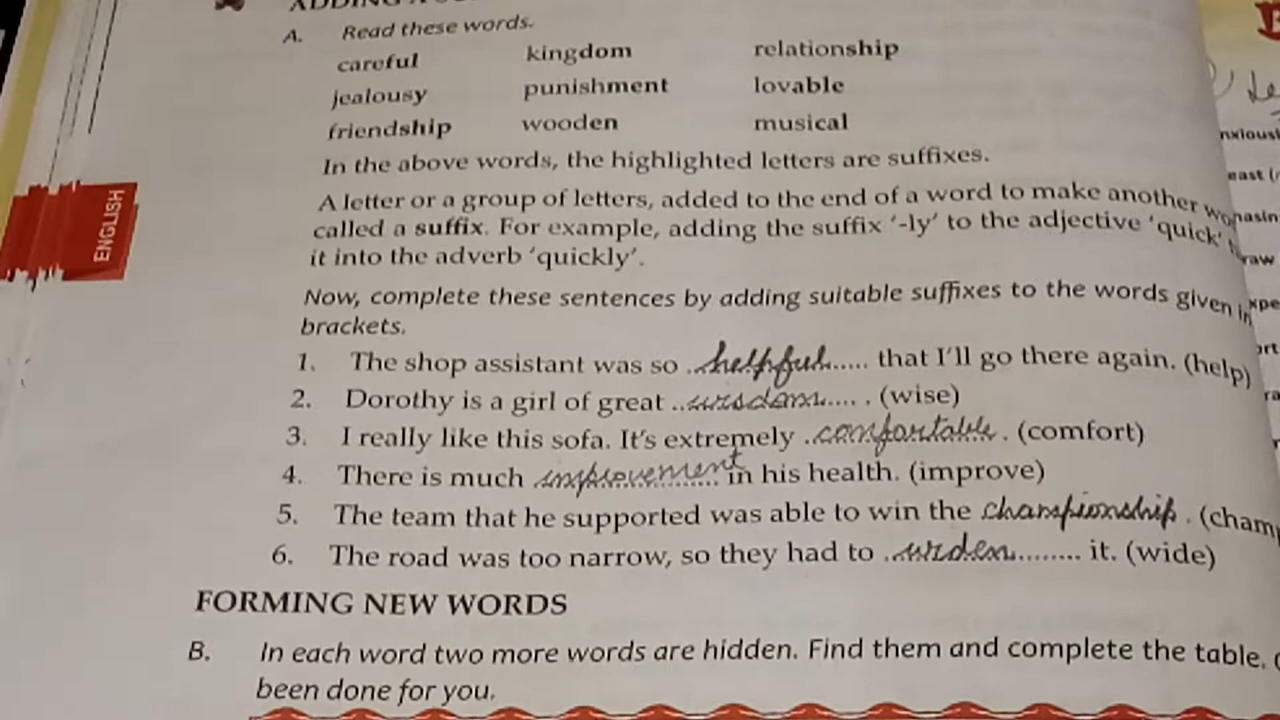 A. Read these words.
careful kingdom relationship
jealousy punishment lovable
friendship wooden musical
In the above words, the highlighted letters are suffixes.
A letter or a group of letters, added to the end of a word to make another
called a suffix. For example, adding the suffix '-ly' to the adjective 'quick'
it into the adverb 'quickly'.
Now, complete these sentences by adding suitable suffixes to the words given in
brackets.
1. The shop assistant was so helpful..... that I'll go there again. (help)
2. Dorothy is a girl of great ..wisdom.... . (wise)
3. I really like this sofa. It's extremely .comfortable. . (comfort)
4. There is much improvement in his health. (improve)
5. The team that he supported was able to win the championship . (cham
6. The road was too narrow, so they had to ..widen......... it. (wide)
FORMING NEW WORDS
B. In each word two more words are hidden. Find them and complete the table.
been done for you.
ENGLISH